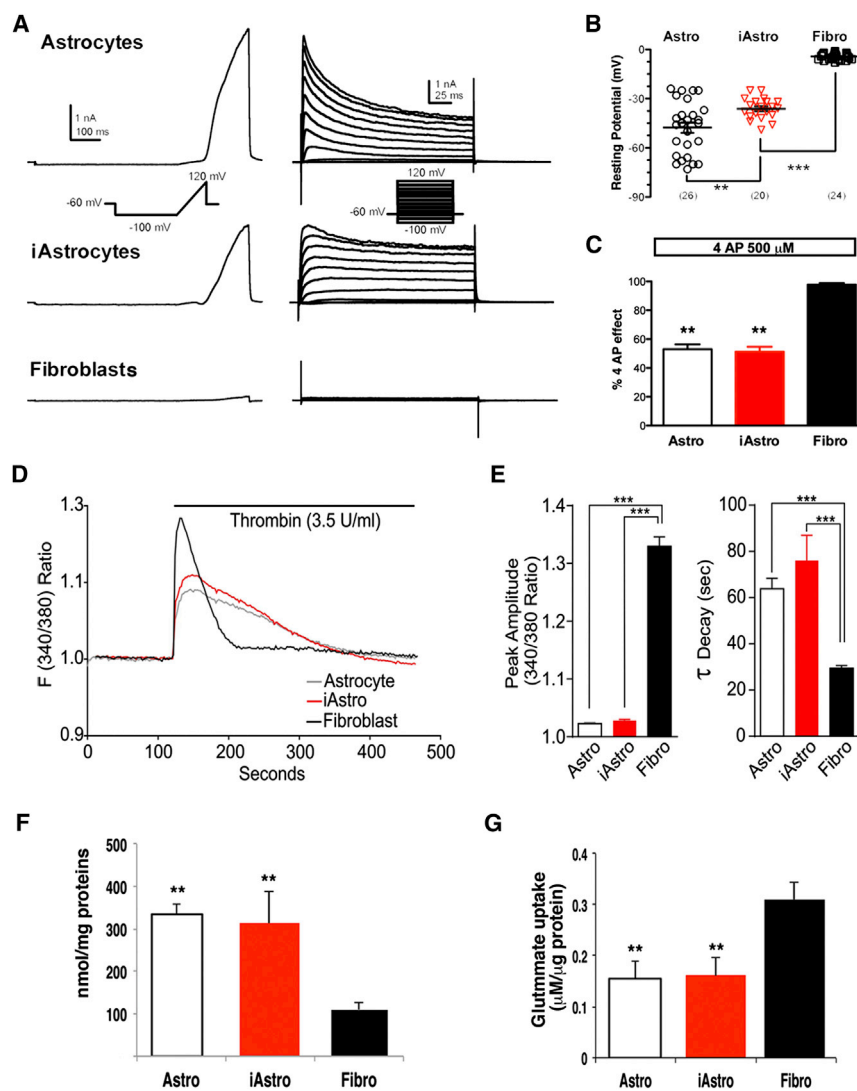 A
Astrocytes
1 nA
100 ms
1 nA
25 ms
120 mV
-60 mV
-100 mV
120 mV
-60 mV
-100 mV
iAstrocytes
Fibroblasts
B
Astro iAstro Fibro
Resting Potential (mV)
0
-30
-60
-90
(26) (20) (24)
** ***
C
4 AP 500 µM
% 4 AP effect
100
80
60
40
20
0
** **
Astro iAstro Fibro
D
F (340/380) Ratio
1.3
1.1
1.0
0.9
Thrombin (3.5 U/ml)
Astrocyte
iAstro
Fibroblast
0 100 200 300 400 500
Seconds
E
Peak Amplitude
(340/380 Ratio)
1.4
1.3
1.2
1.1
1.0
***
***
Astro iAstro Fibro
τ Decay (sec)
100
80
60
40
20
0
***
***
Astro iAstro Fibro
F
nmol/mg proteins
500
400
300
200
100
** **
Astro iAstro Fibro
G
Glutmmate uptake
(µM/µg protein)
0.4
0.3
0.2
0.1
0
** **
Astro iAstro Fibro